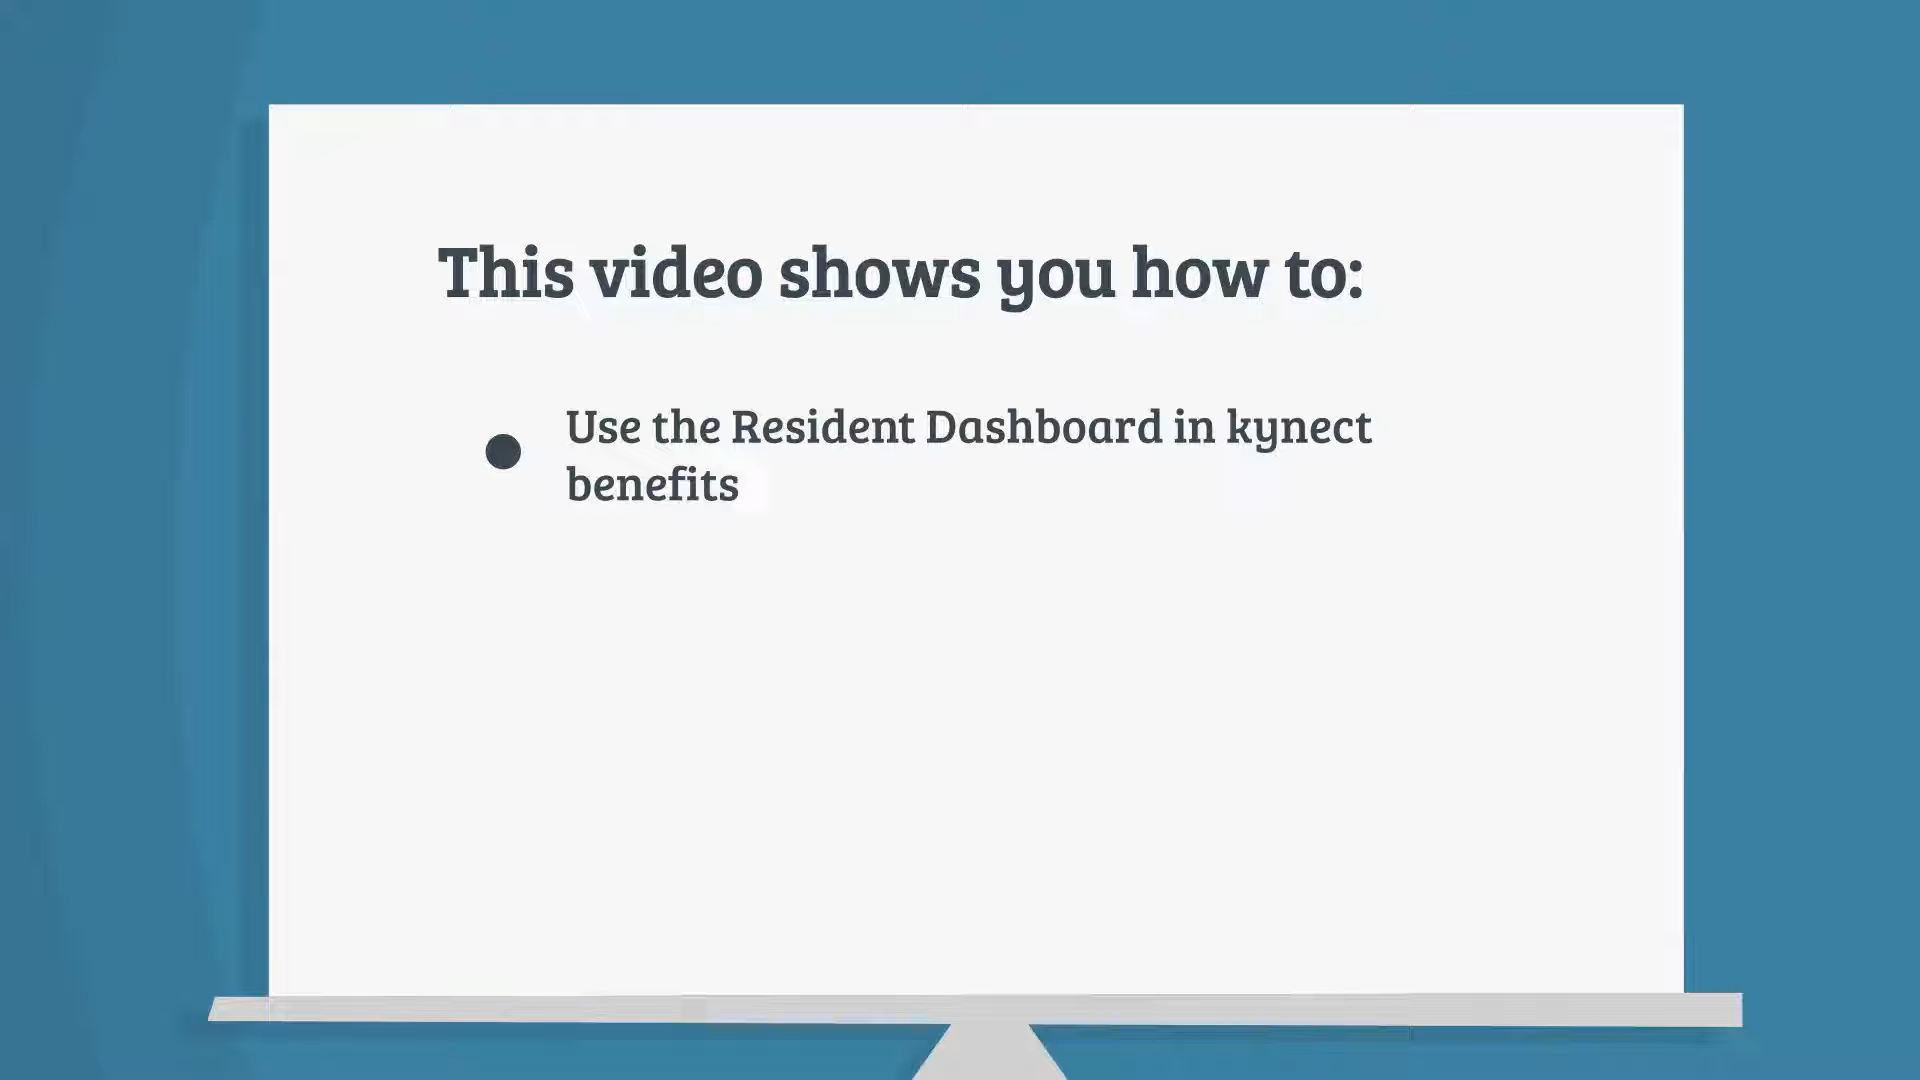 This video shows you how to:
Use the Resident Dashboard in kynect
benefits